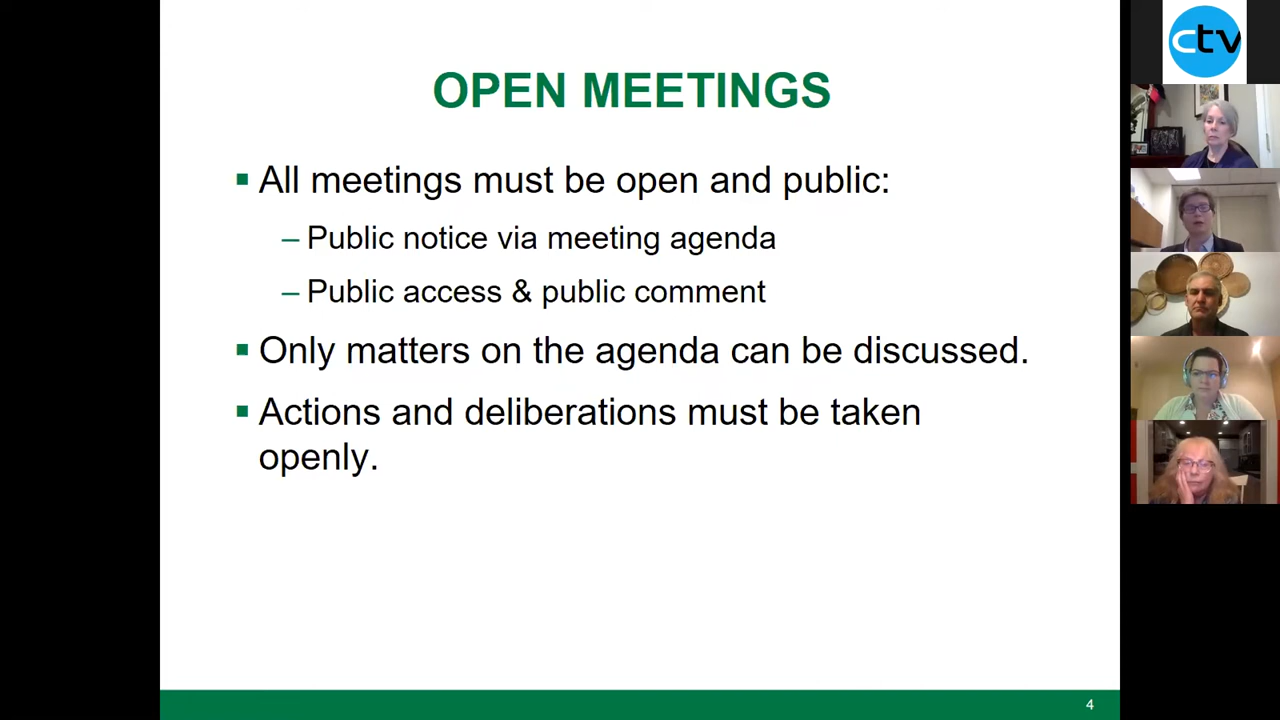 OPEN MEETINGS
▪ All meetings must be open and public:
– Public notice via meeting agenda
– Public access & public comment
▪ Only matters on the agenda can be discussed.
▪ Actions and deliberations must be taken
openly.
4
ctv